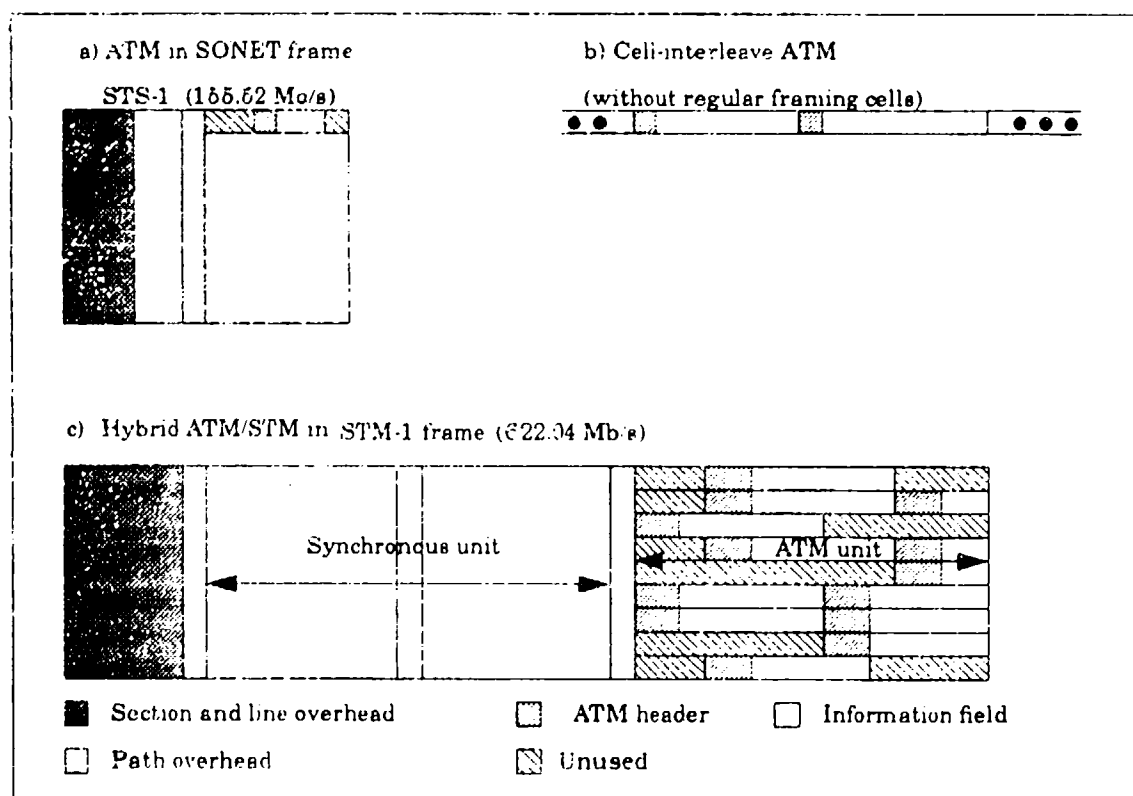 a) ATM in SONET frame
STS-1 (155.52 Mo/s)
b) Cell-interleave ATM
(without regular framing cells)
c) Hybrid ATM/STM in STM-1 frame (622.04 Mb/s)
Synchronous unit
ATM unit
Section and line overhead
ATM header
Information field
Path overhead
Unused